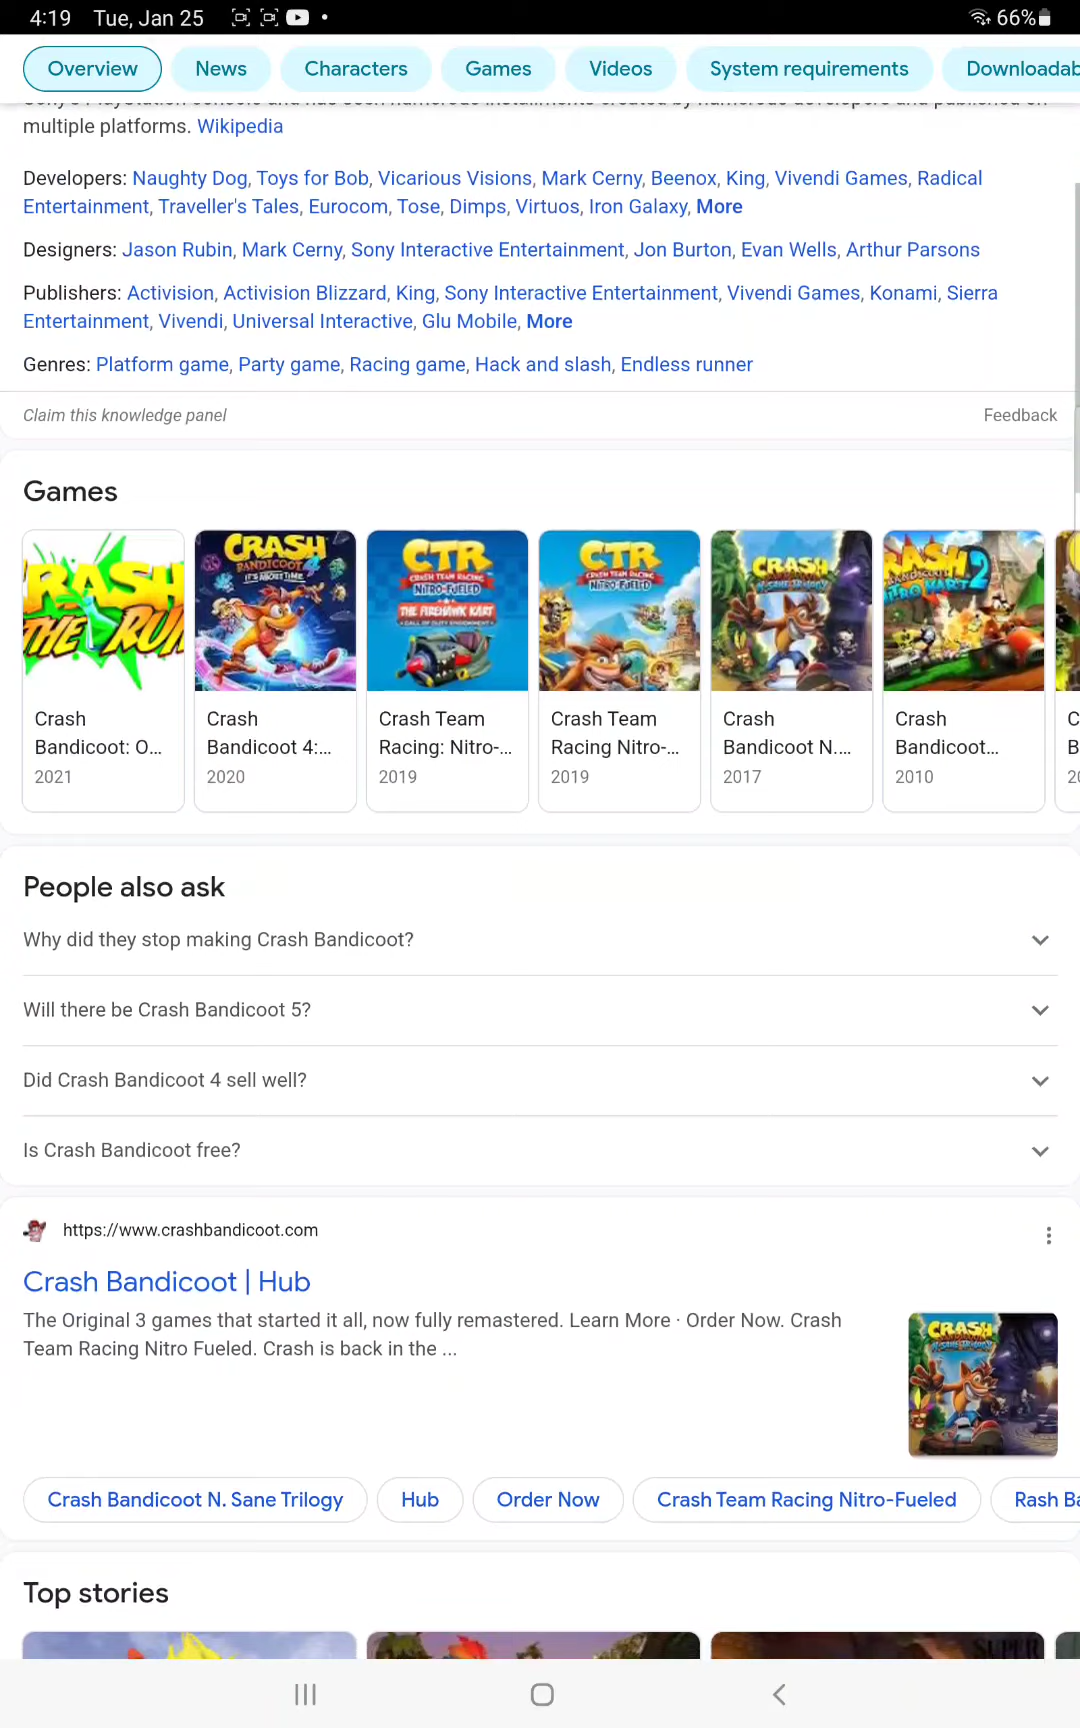 4:19 Tue, Jan 25
66%
Overview News Characters Games Videos System requirements Downloadab
multiple platforms. Wikipedia
Developers: Naughty Dog, Toys for Bob, Vicarious Visions, Mark Cerny, Beenox, King, Vivendi Games, Radical
Entertainment, Traveller's Tales, Eurocom, Tose, Dimps, Virtuos, Iron Galaxy, More
Designers: Jason Rubin, Mark Cerny, Sony Interactive Entertainment, Jon Burton, Evan Wells, Arthur Parsons
Publishers: Activision, Activision Blizzard, King, Sony Interactive Entertainment, Vivendi Games, Konami, Sierra
Entertainment, Vivendi, Universal Interactive, Glu Mobile, More
Genres: Platform game, Party game, Racing game, Hack and slash, Endless runner
Claim this knowledge panel
Feedback
Games
Crash
Bandicoot: O...
2021
Crash
Bandicoot 4:...
2020
Crash Team
Racing: Nitro-...
2019
Crash Team
Racing Nitro-...
2019
Crash
Bandicoot N....
2017
Crash
Bandicoot...
2010
C
B
20
People also ask
Why did they stop making Crash Bandicoot?
Will there be Crash Bandicoot 5?
Did Crash Bandicoot 4 sell well?
Is Crash Bandicoot free?
https://www.crashbandicoot.com
Crash Bandicoot | Hub
The Original 3 games that started it all, now fully remastered. Learn More · Order Now. Crash
Team Racing Nitro Fueled. Crash is back in the ...
Crash Bandicoot N. Sane Trilogy Hub Order Now Crash Team Racing Nitro-Fueled Rash Ba
Top stories